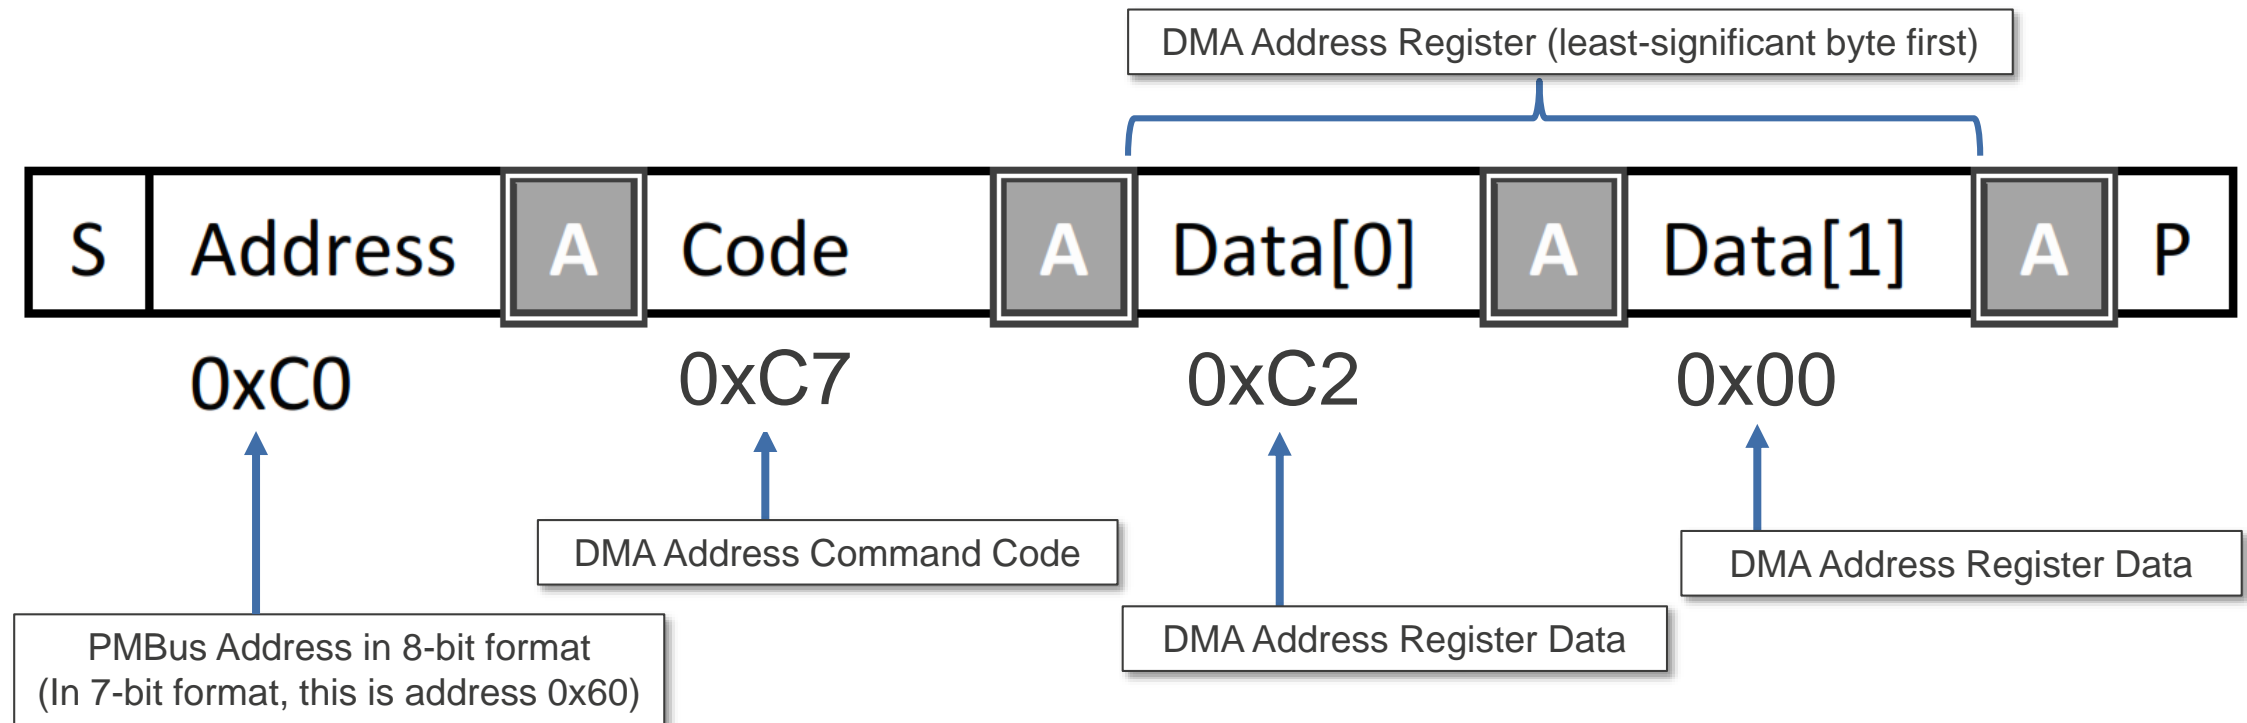 DMA Address Register (least-significant byte first)
S Address A Code A Data[0] A Data[1] A P
0xC0 0xC7 0xC2 0x00
DMA Address Command Code
DMA Address Register Data
DMA Address Register Data
PMBus Address in 8-bit format
(In 7-bit format, this is address 0x60)